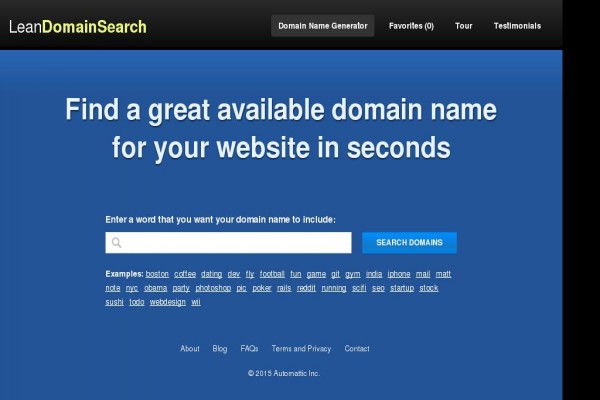 LeanDomainSearch
Domain Name Generator Favorites (0) Tour Testimonials
Find a great available domain name
for your website in seconds
Enter a word that you want your domain name to include:
SEARCH DOMAINS
Examples: boston coffee dating dev fly football fun game git gym india iphone mail matt
note nyc obama party photoshop pic poker rails reddit running scifi seo startup stock
sushi todo webdesign wii
About Blog FAQs Terms and Privacy Contact
© 2015 Automattic Inc.